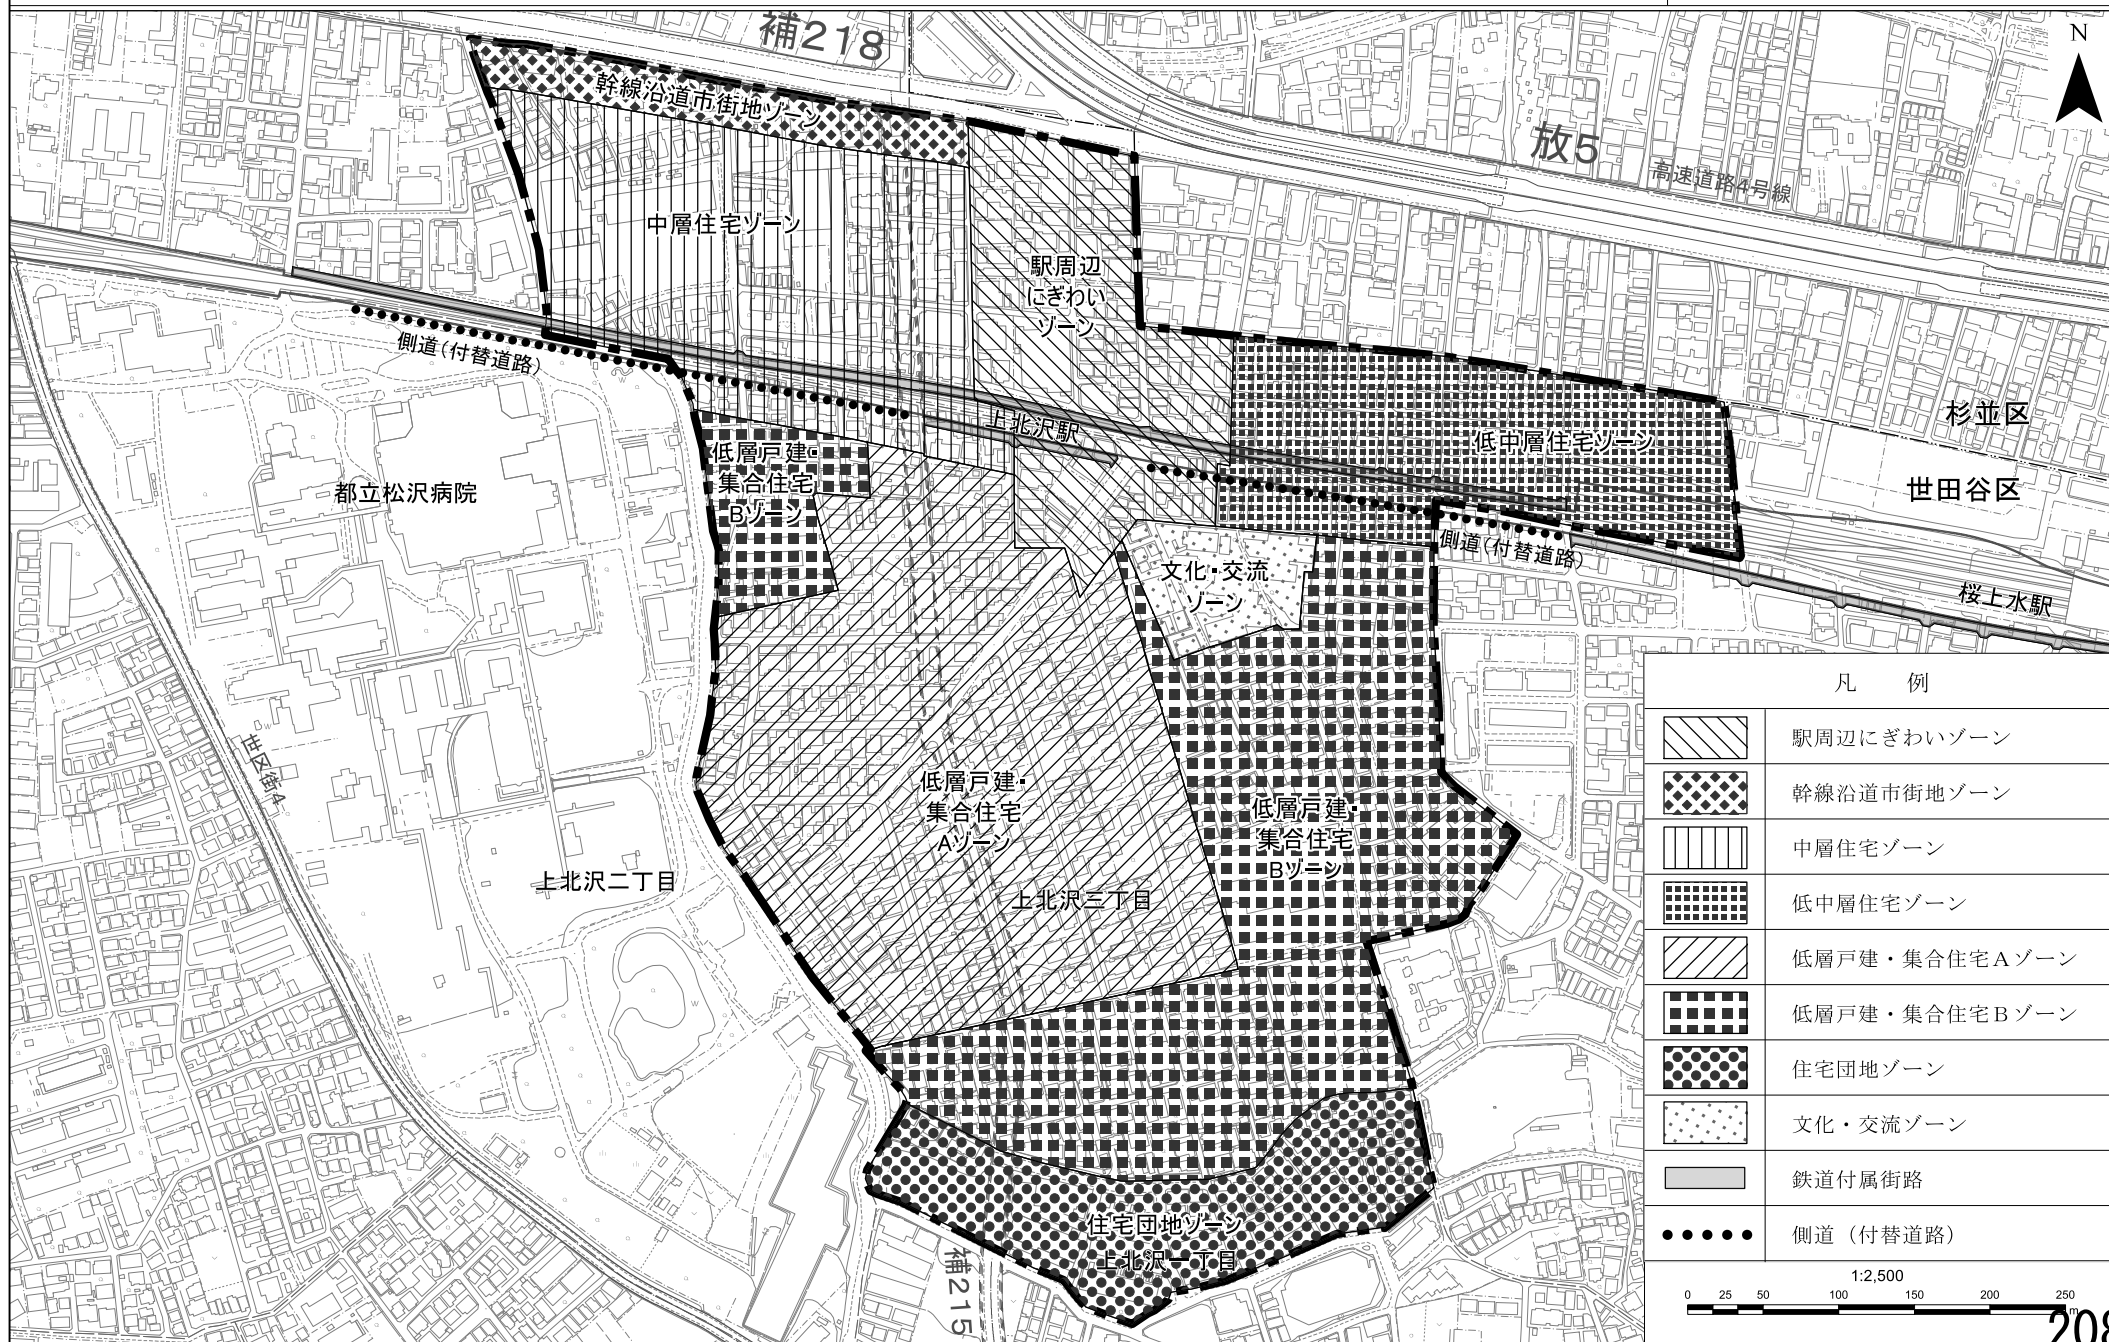 補218
N
幹線沿道市街地ゾーン
放5
高速道路4号線
中層住宅ゾーン
駅周辺
にぎわい
ゾーン
側道(付替道路)
上北沢駅
杉並区
低中層住宅ゾーン
低層戸建・
集合住宅
Bゾーン
都立松沢病院
世田谷区
側道(付替道路)
文化・交流
ゾーン
桜上水駅
世区街4
低層戸建・
集合住宅
Aゾーン
低層戸建・
集合住宅
Bゾーン
上北沢二丁目
上北沢三丁目
住宅団地ゾーン
上北沢一丁目
補215
凡 例
駅周辺にぎわいゾーン
幹線沿道市街地ゾーン
中層住宅ゾーン
低中層住宅ゾーン
低層戸建・集合住宅Aゾーン
低層戸建・集合住宅Bゾーン
住宅団地ゾーン
文化・交流ゾーン
鉄道付属街路
側道（付替道路）
1:2,500
0 25 50 100 150 200 250
m
208